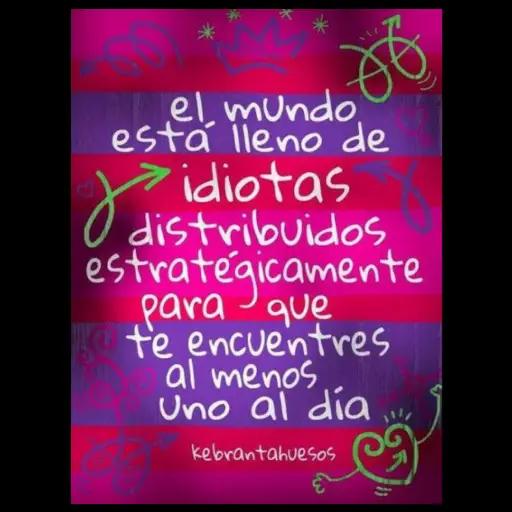 el mundo
está lleno de
idiotas
distribuidos
estratégicamente
para que
te encuentres
al menos
uno al día
kebrantahuesos